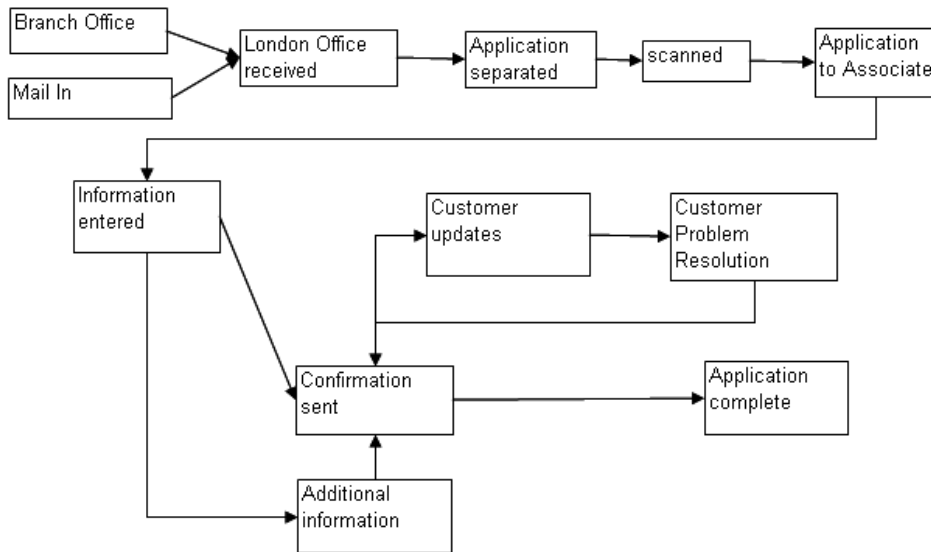 Branch Office
Mail In
London Office
received
Application
separated
scanned
Application
to Associate
Information
entered
Customer
updates
Customer
Problem
Resolution
Confirmation
sent
Application
complete
Additional
information